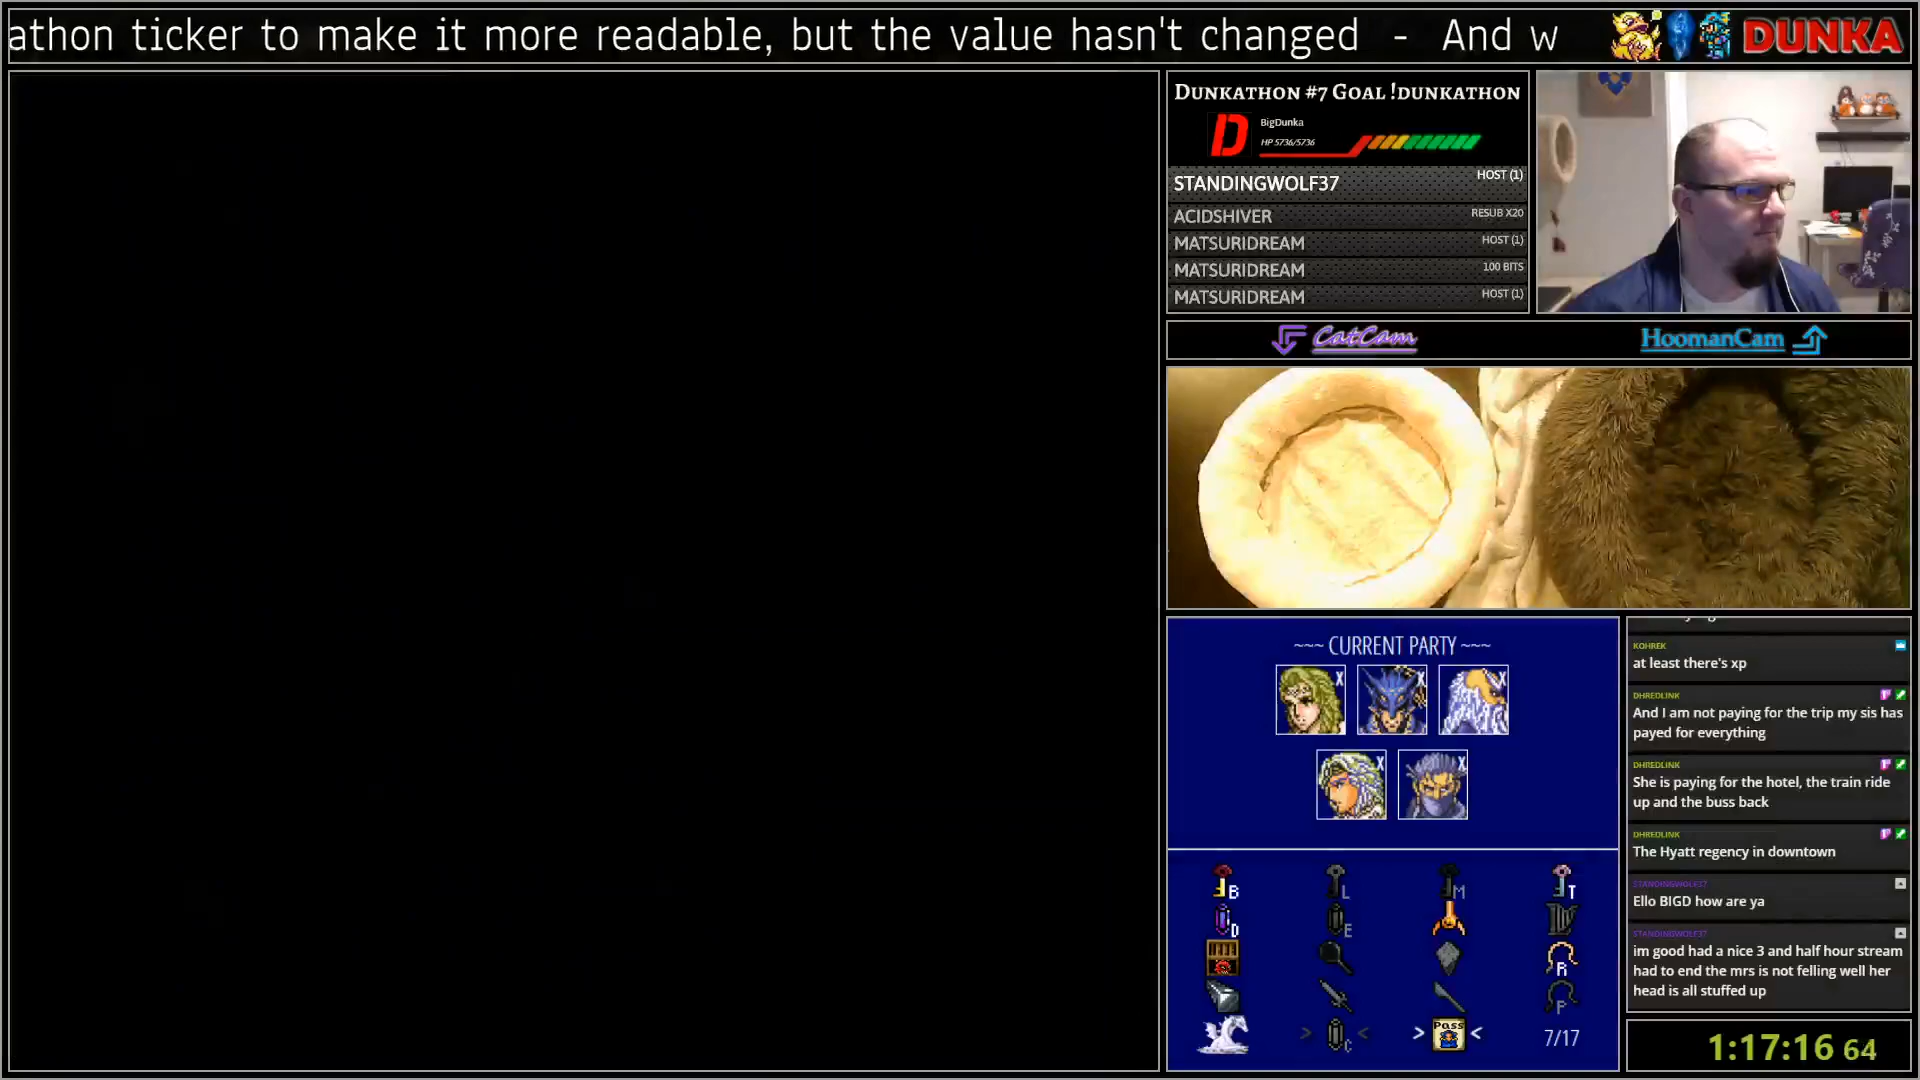 athon ticker to make it more readable, but the value hasn't changed - And w
DUNKA
DUNKATHON #7 GOAL !DUNKATHON
D
BigDunka
HP 5736/5736
STANDINGWOLF37 HOST (1)
ACIDSHIVER RESUB X20
MATSURIDREAM HOST (1)
MATSURIDREAM 100 BITS
MATSURIDREAM HOST (1)
CatCam
HoomanCam
~~~ CURRENT PARTY ~~~
X X X
X X
B L M T
D E
R
P
> C < > PASS < 7/17
KOHREK
at least there's xp
DHREDLINK
And I am not paying for the trip my sis has
payed for everything
DHREDLINK
She is paying for the hotel, the train ride
up and the buss back
DHREDLINK
The Hyatt regency in downtown
STANDINGWOLF37
Ello BIGD how are ya
STANDINGWOLF37
im good had a nice 3 and half hour stream
had to end the mrs is not felling well her
head is all stuffed up
1:17:16 64